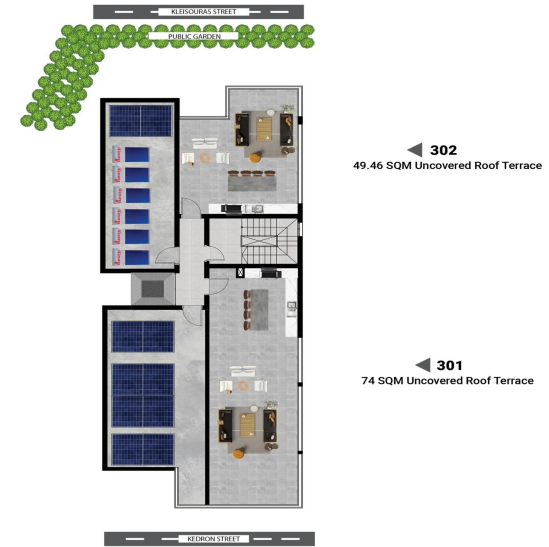 KLEISOURAS STREET
PUBLIC GARDEN
302
49.46 SQM Uncovered Roof Terrace
301
74 SQM Uncovered Roof Terrace
KEDRON STREET